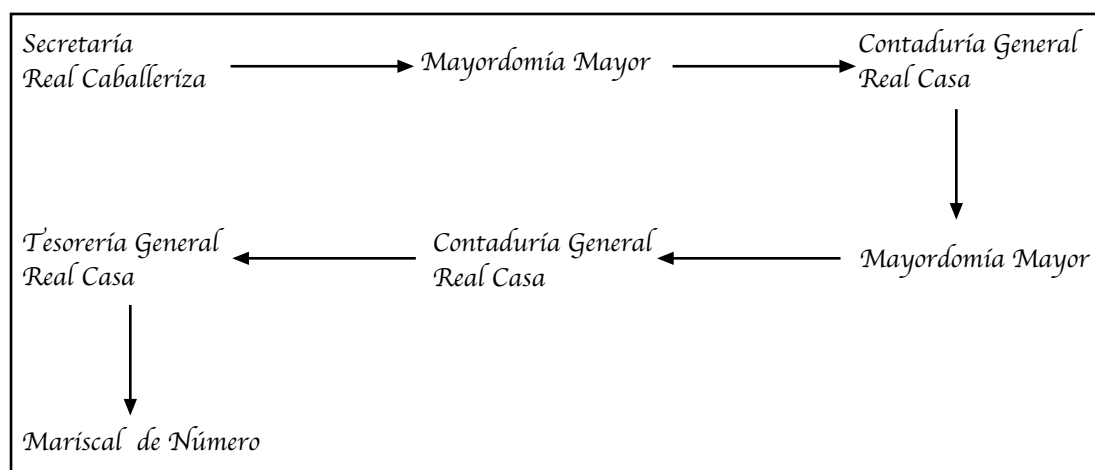 Secretaría
Real Caballeriza
Mayordomía Mayor
Contaduría General
Real Casa
Mayordomía Mayor
Contaduría General
Real Casa
Tesorería General
Real Casa
Mariscal de Número